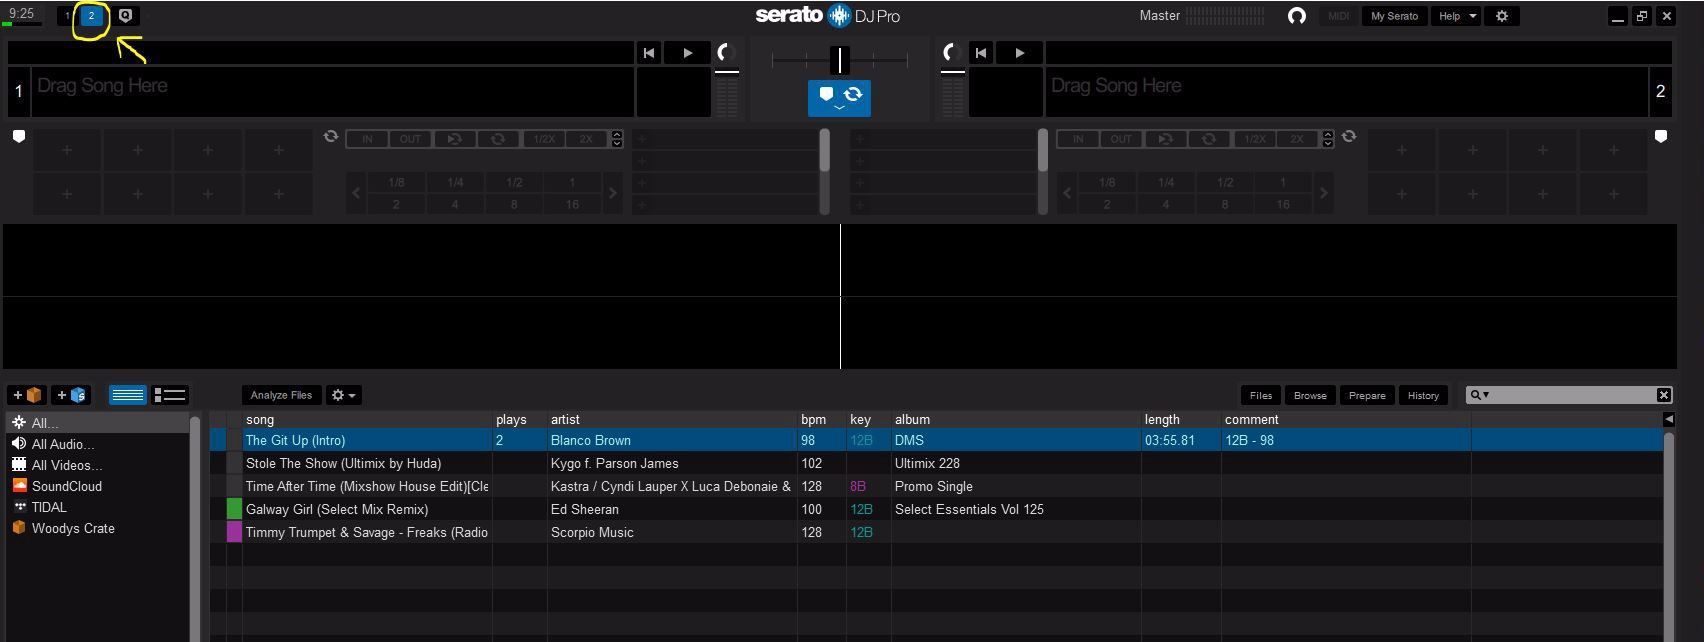 9:25 1 2 Q serato DJ Pro Master MIDI My Serato Help
1 Drag Song Here Drag Song Here 2
IN OUT 1/2X 2X IN OUT 1/2X 2X
1/8 1/4 1/2 1 1/8 1/4 1/2 1
2 4 8 16 2 4 8 16
Analyze Files Files Browse Prepare History
song plays artist bpm key album length comment
All...
The Git Up (Intro) 2 Blanco Brown 98 12B DMS 03:55.81 12B - 98
All Audio...
Stole The Show (Ultimix by Huda) Kygo f. Parson James 102 Ultimix 228
All Videos...
Time After Time (Mixshow House Edit)[Cle Kastra / Cyndi Lauper X Luca Debonaie & 128 8B Promo Single
SoundCloud
Galway Girl (Select Mix Remix) Ed Sheeran 100 12B Select Essentials Vol 125
TIDAL
Timmy Trumpet & Savage - Freaks (Radio Scorpio Music 128 12B
Woodys Crate